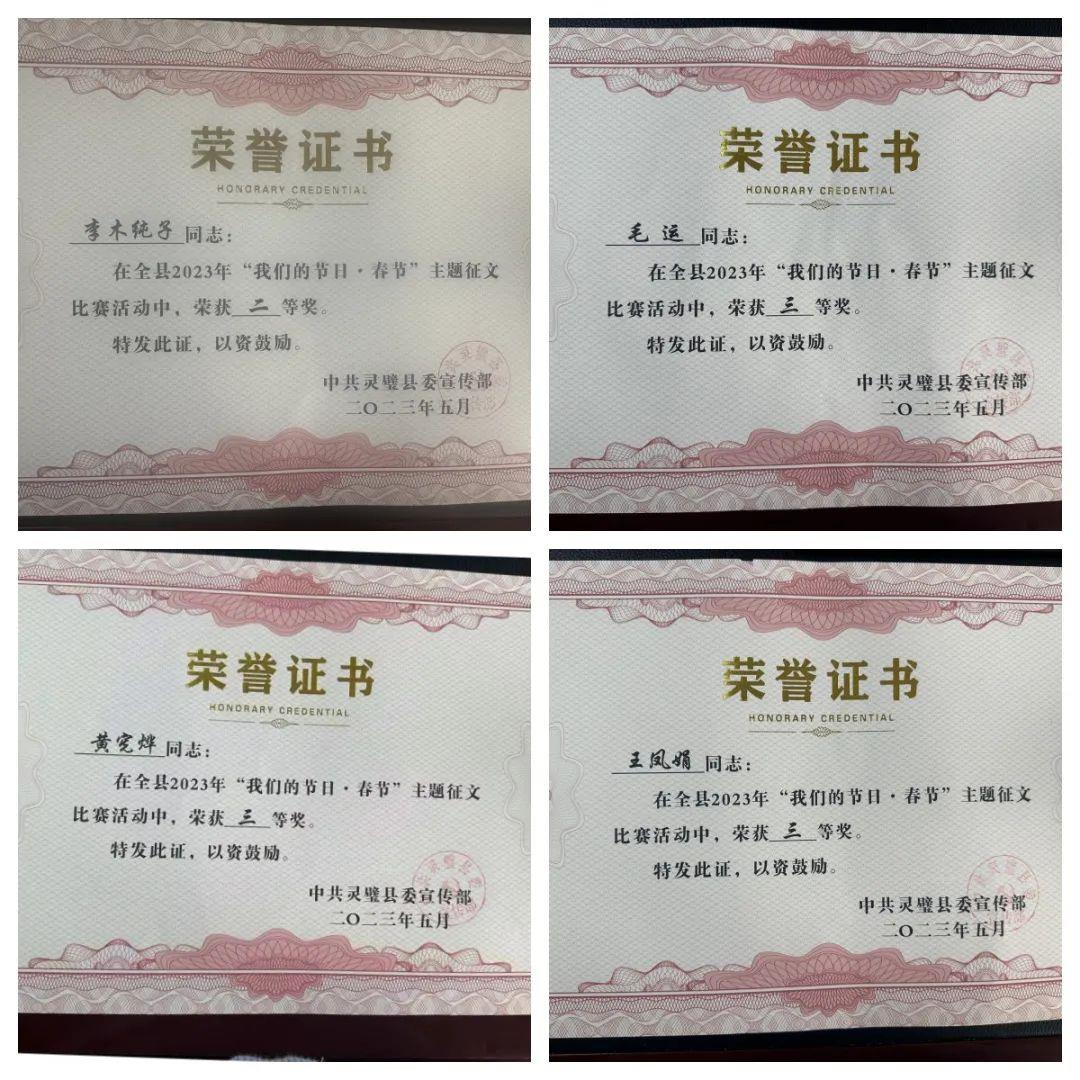 荣誉证书
HONORARY CREDENTIAL
李木纯子同志：
在全县2023年“我们的节日·春节”主题征文
比赛活动中，荣获二等奖。
特发此证，以资鼓励。
中共灵璧县委宣传部
二〇二三年五月
荣誉证书
HONORARY CREDENTIAL
毛运同志：
在全县2023年“我们的节日·春节”主题征文
比赛活动中，荣获三等奖。
特发此证，以资鼓励。
中共灵璧县委宣传部
二〇二三年五月
荣誉证书
HONORARY CREDENTIAL
黄宪烨同志：
在全县2023年“我们的节日·春节”主题征文
比赛活动中，荣获三等奖。
特发此证，以资鼓励。
中共灵璧县委宣传部
二〇二三年五月
荣誉证书
HONORARY CREDENTIAL
王凤娟同志：
在全县2023年“我们的节日·春节”主题征文
比赛活动中，荣获三等奖。
特发此证，以资鼓励。
中共灵璧县委宣传部
二〇二三年五月